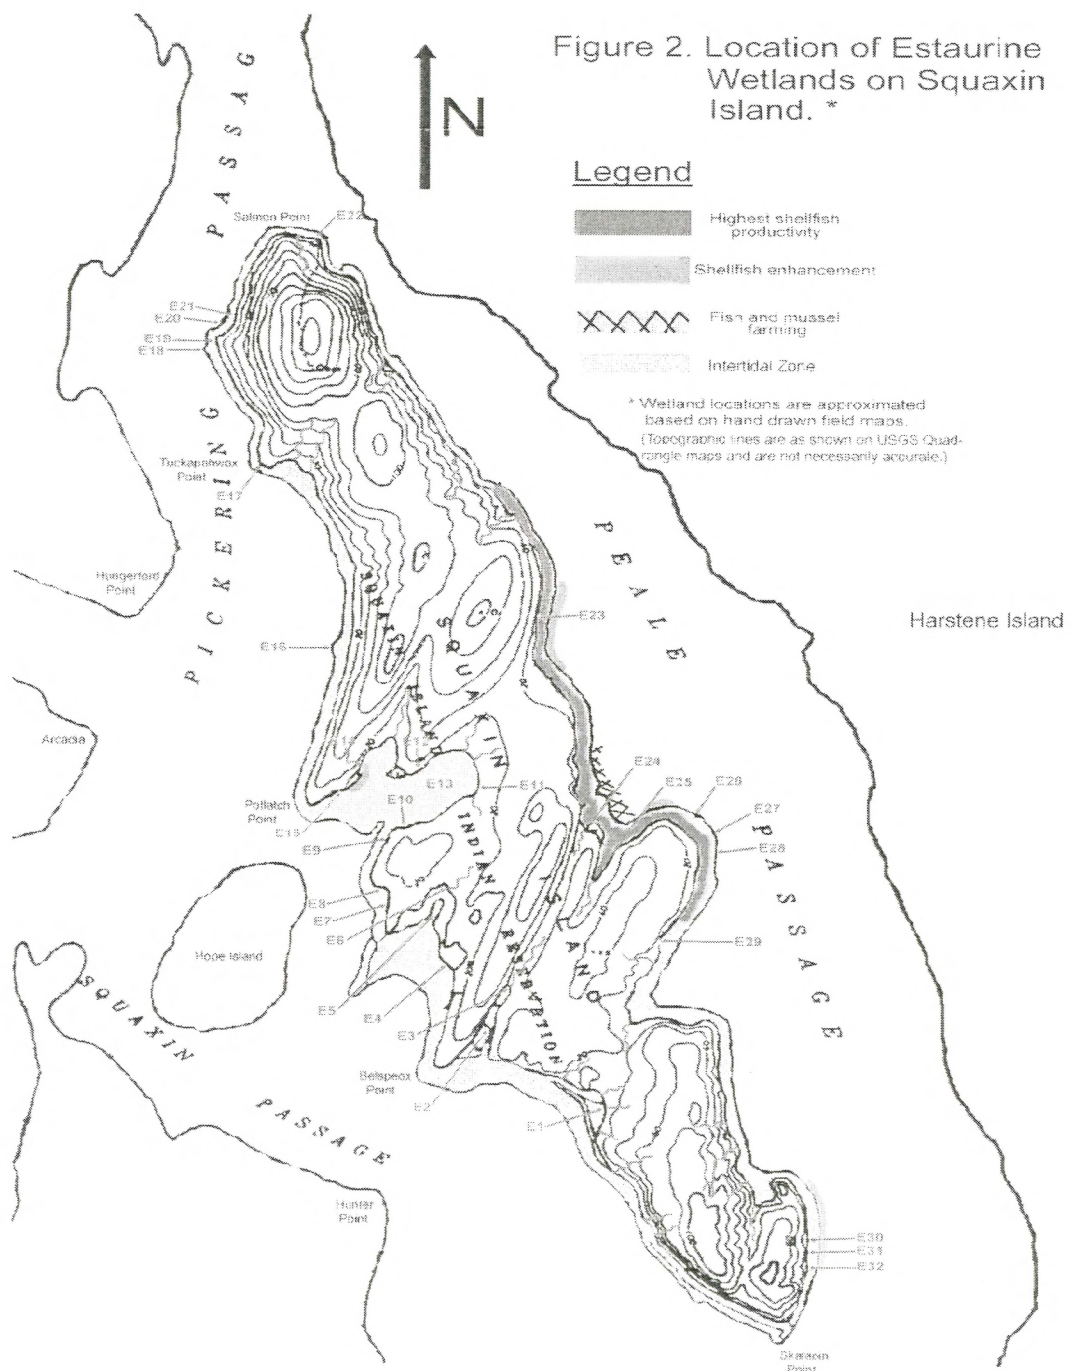 Figure 2. Location of Estaurine
Wetlands on Squaxin
Island. *
N
Legend
Highest shellfish
productivity
Shellfish enhancement
Fish and mussel
farming
Intertidal Zone
* Wetland locations are approximated
based on hand drawn field maps.
(Topographic lines are as shown on USGS Quad-
rangle maps and are not necessarily accurate.)
PICKERING PASSAG
Salmon Point
E22
E21
E20
E19
E18
Point
E17
Hungerford
Point
PEALE
PASSAGE
Harstene Island
E23
E16
SQUAXIN
ISLAND
SQUAXIN
ISLAND
Arcadia
E24
E25
E26
E27
E28
E13
E11
E10
Potlatch
Point
E15
E9
INDIAN
RESERVATION
E8
E7
E6
E29
Hope Island
E5
E4
E3
SQUAXIN
PASSAGE
Belspeox
Point
E2
E1
Hunter
Point
E30
E31
E32
Point